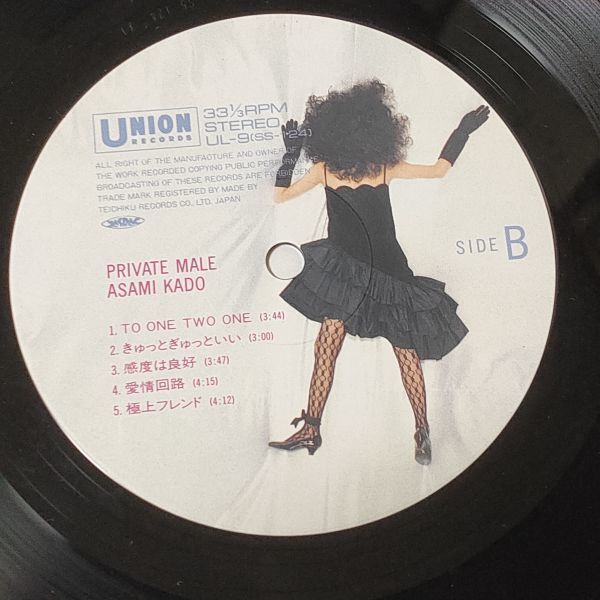 UNION
RECORDS
33⅓RPM
STEREO
UL-9(SS-124)
ALL RIGHT OF THE MANUFACTURE AND OWNER OF
THE WORK RECORDED COPYING PUBLIC PERFORMANCE
BROADCASTING OF THESE RECORDS ARE FORBIDDEN
TRADE MARK REGISTERED BY MADE BY
TEICHIKU RECORDS CO., LTD. JAPAN
PRIVATE MALE
ASAMI KADO
SIDE B
1. TO ONE TWO ONE (3:44)
2. きゅっとぎゅっといい (3:00)
3. 感度は良好 (3:47)
4. 愛情回路 (4:15)
5. 極上フレンド (4:12)